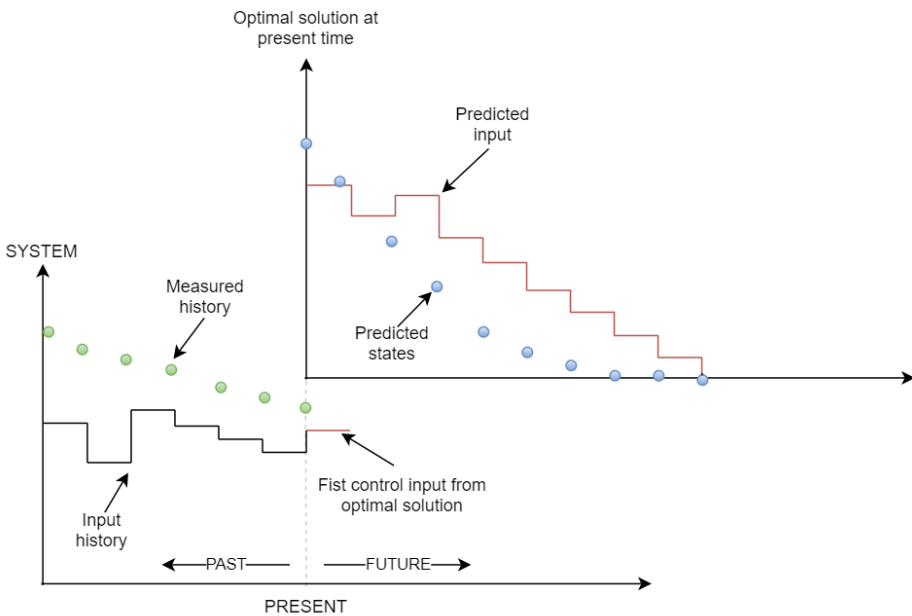 Optimal solution at
present time
Predicted
input
SYSTEM
Measured
history
Predicted
states
Fist control input from
optimal solution
Input
history
PAST
FUTURE
PRESENT